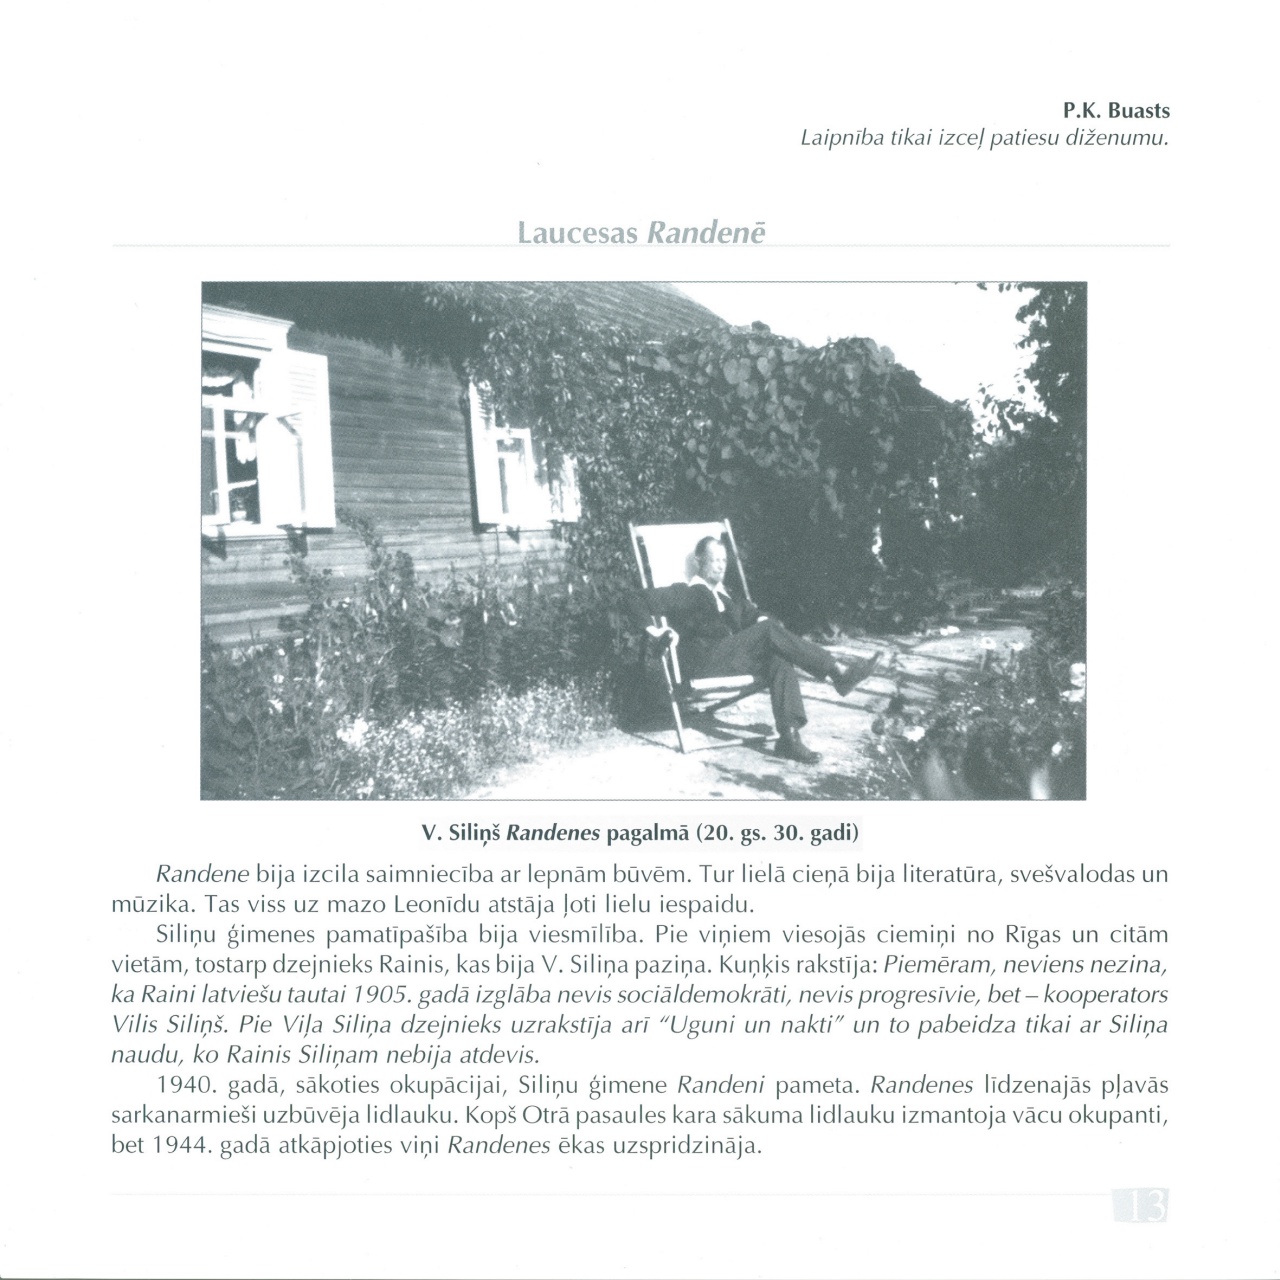 P.K. Buasts
Laipnība tikai izceļ patiesu diženumu.
Laucesas Randenē
V. Siliņš Randenes pagalmā (20. gs. 30. gadi)
Randene bija izcila saimniecība ar lepnām būvēm. Tur lielā cieņā bija literatūra, svešvalodas un
mūzika. Tas viss uz mazo Leonīdu atstāja ļoti lielu iespaidu.
Siliņu ģimenes pamatīpašība bija viesmīlība. Pie viņiem viesojās ciemiņi no Rīgas un citām
vietām, tostarp dzejnieks Rainis, kas bija V. Siliņa paziņa. Kuņķis rakstīja: Piemēram, neviens nezina,
ka Raini latviešu tautai 1905. gadā izglāba nevis sociāldemokrāti, nevis progresīvie, bet – kooperators
Vilis Siliņš. Pie Viļa Siliņa dzejnieks uzrakstīja arī “Uguni un nakti” un to pabeidza tikai ar Siliņa
naudu, ko Rainis Siliņam nebija atdevis.
1940. gadā, sākoties okupācijai, Siliņu ģimene Randeni pameta. Randenes līdzenajās pļavās
sarkanarmieši uzbūvēja lidlauku. Kopš Otrā pasaules kara sākuma lidlauku izmantoja vācu okupanti,
bet 1944. gadā atkāpjoties viņi Randenes ēkas uzspridzināja.
13